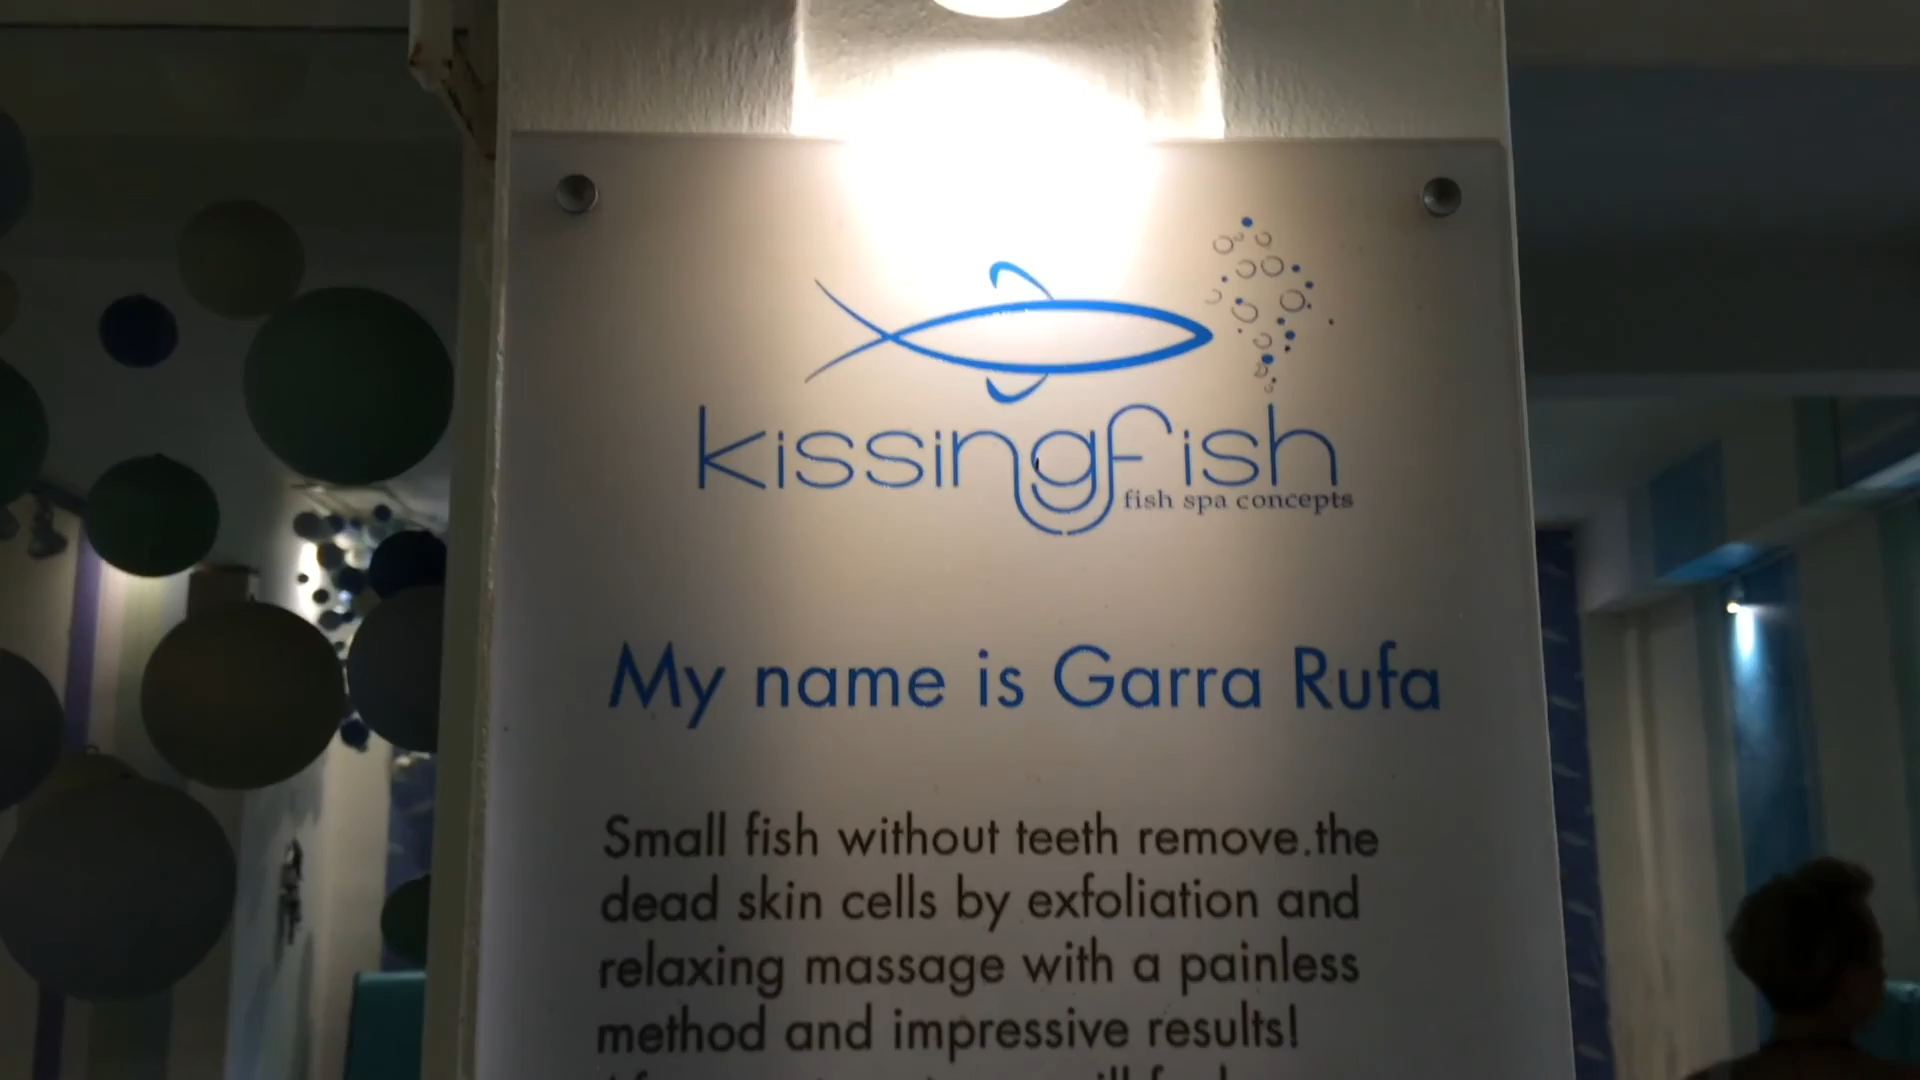 kissingfish
fish spa concepts
My name is Garra Rufa
Small fish without teeth remove.the
dead skin cells by exfoliation and
relaxing massage with a painless
method and impressive results!